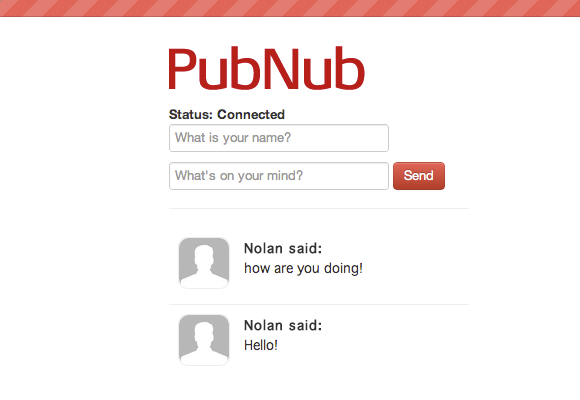 PubNub
Status: Connected
What is your name?
What's on your mind?
Send
Nolan said:
how are you doing!
Nolan said:
Hello!